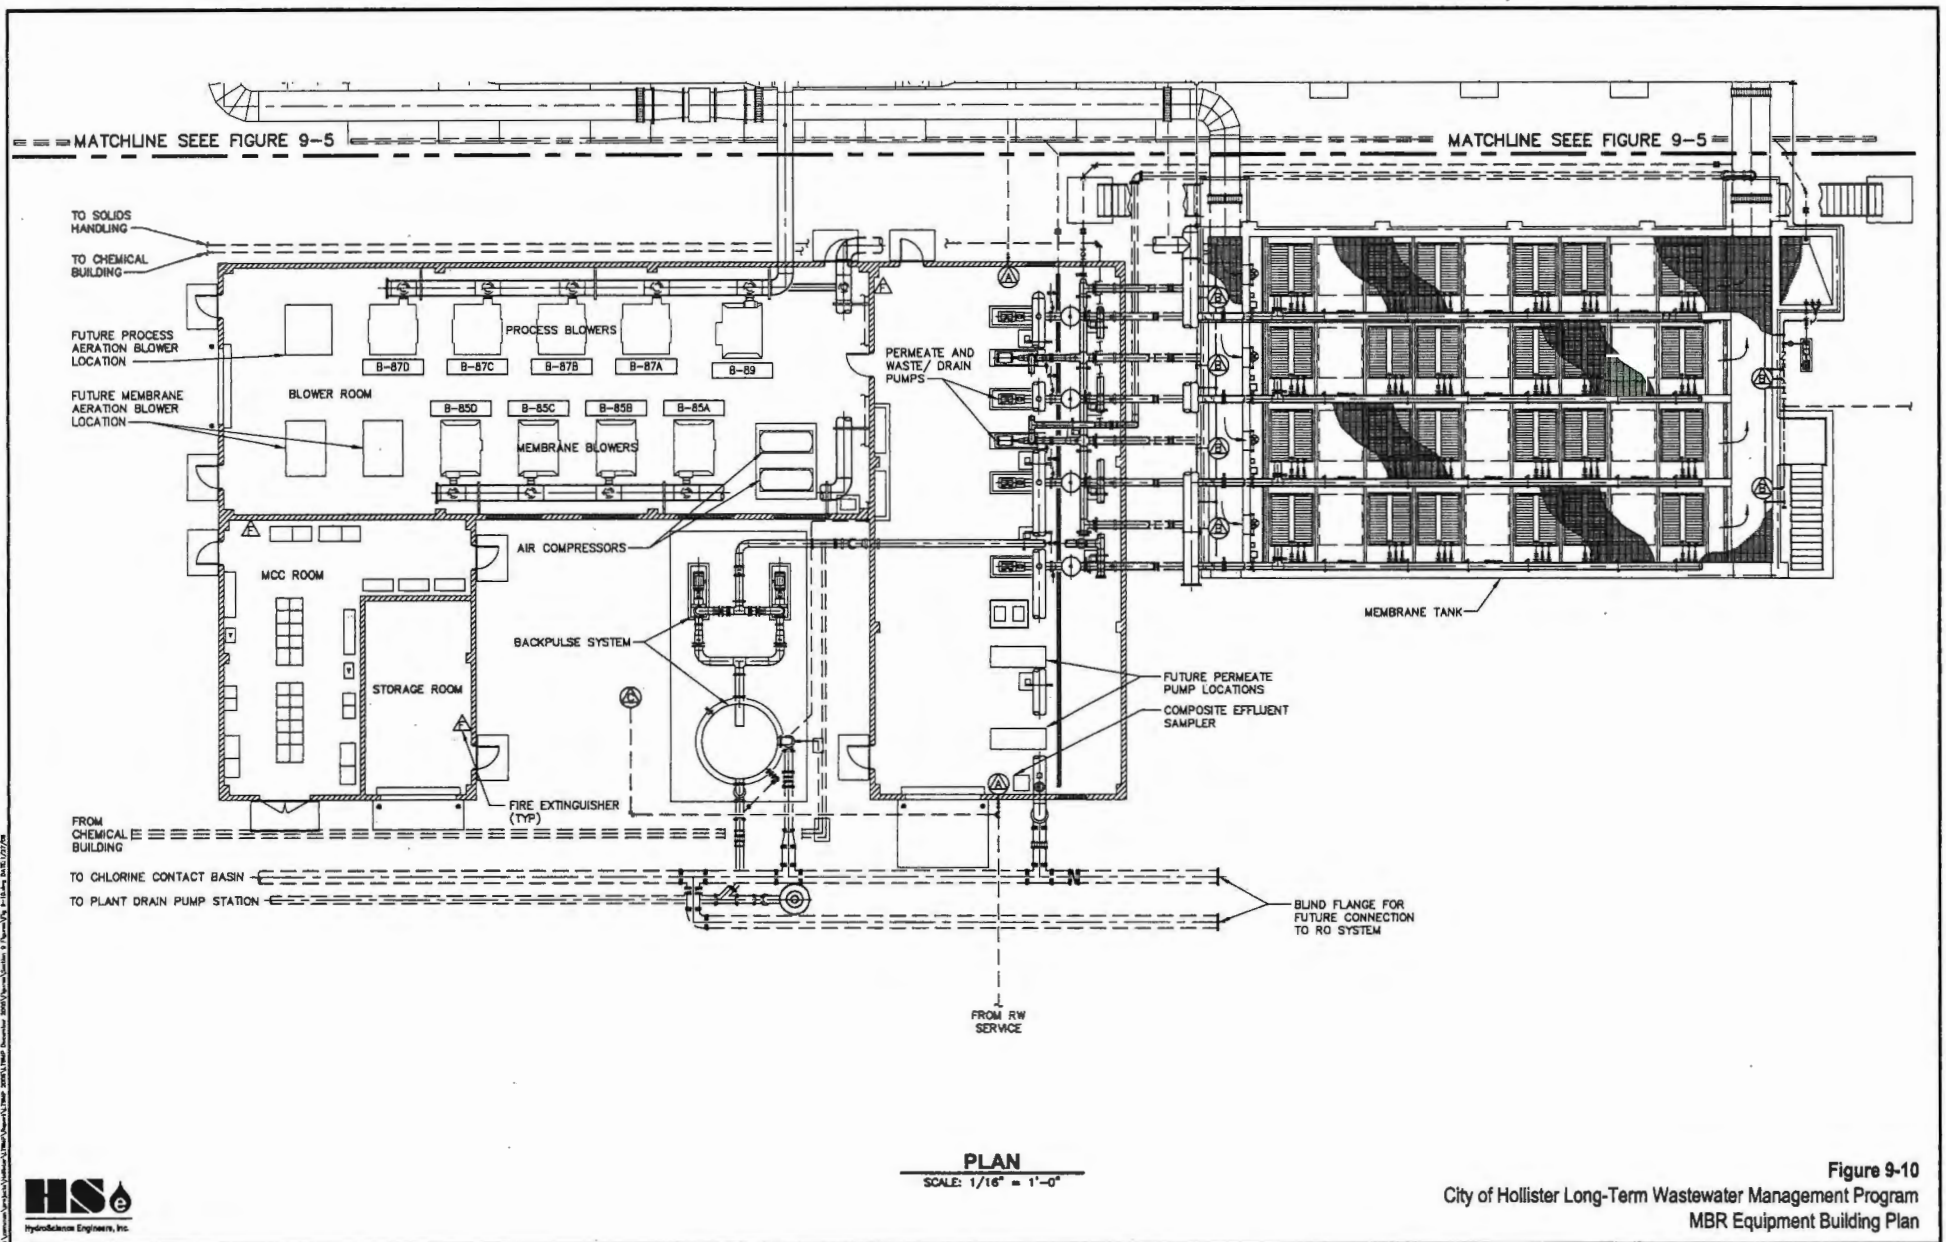 MATCHLINE SEEE FIGURE 9-5
MATCHLINE SEEE FIGURE 9-5
TO SOLIDS
HANDLING
TO CHEMICAL
BUILDING
FUTURE PROCESS
AERATION BLOWER
LOCATION
FUTURE MEMBRANE
AERATION BLOWER
LOCATION
PROCESS BLOWERS
B-87D
B-87C
B-87B
B-87A
B-89
BLOWER ROOM
B-85D
B-85C
B-85B
B-85A
MEMBRANE BLOWERS
PERMEATE AND
WASTE/ DRAIN
PUMPS
AIR COMPRESSORS
F
F
F
A
A
B
B
B
B
B
B
C
MCC ROOM
STORAGE ROOM
BACKPULSE SYSTEM
MEMBRANE TANK
FUTURE PERMEATE
PUMP LOCATIONS
COMPOSITE EFFLUENT
SAMPLER
FIRE EXTINGUISHER
(TYP)
FROM
CHEMICAL
BUILDING
TO CHLORINE CONTACT BASIN
TO PLANT DRAIN PUMP STATION
BLIND FLANGE FOR
FUTURE CONNECTION
TO RO SYSTEM
FROM RW
SERVICE
PLAN
SCALE: 1/16" = 1'-0"
HSe
HydroScience Engineers, Inc.
Figure 9-10
City of Hollister Long-Term Wastewater Management Program
MBR Equipment Building Plan